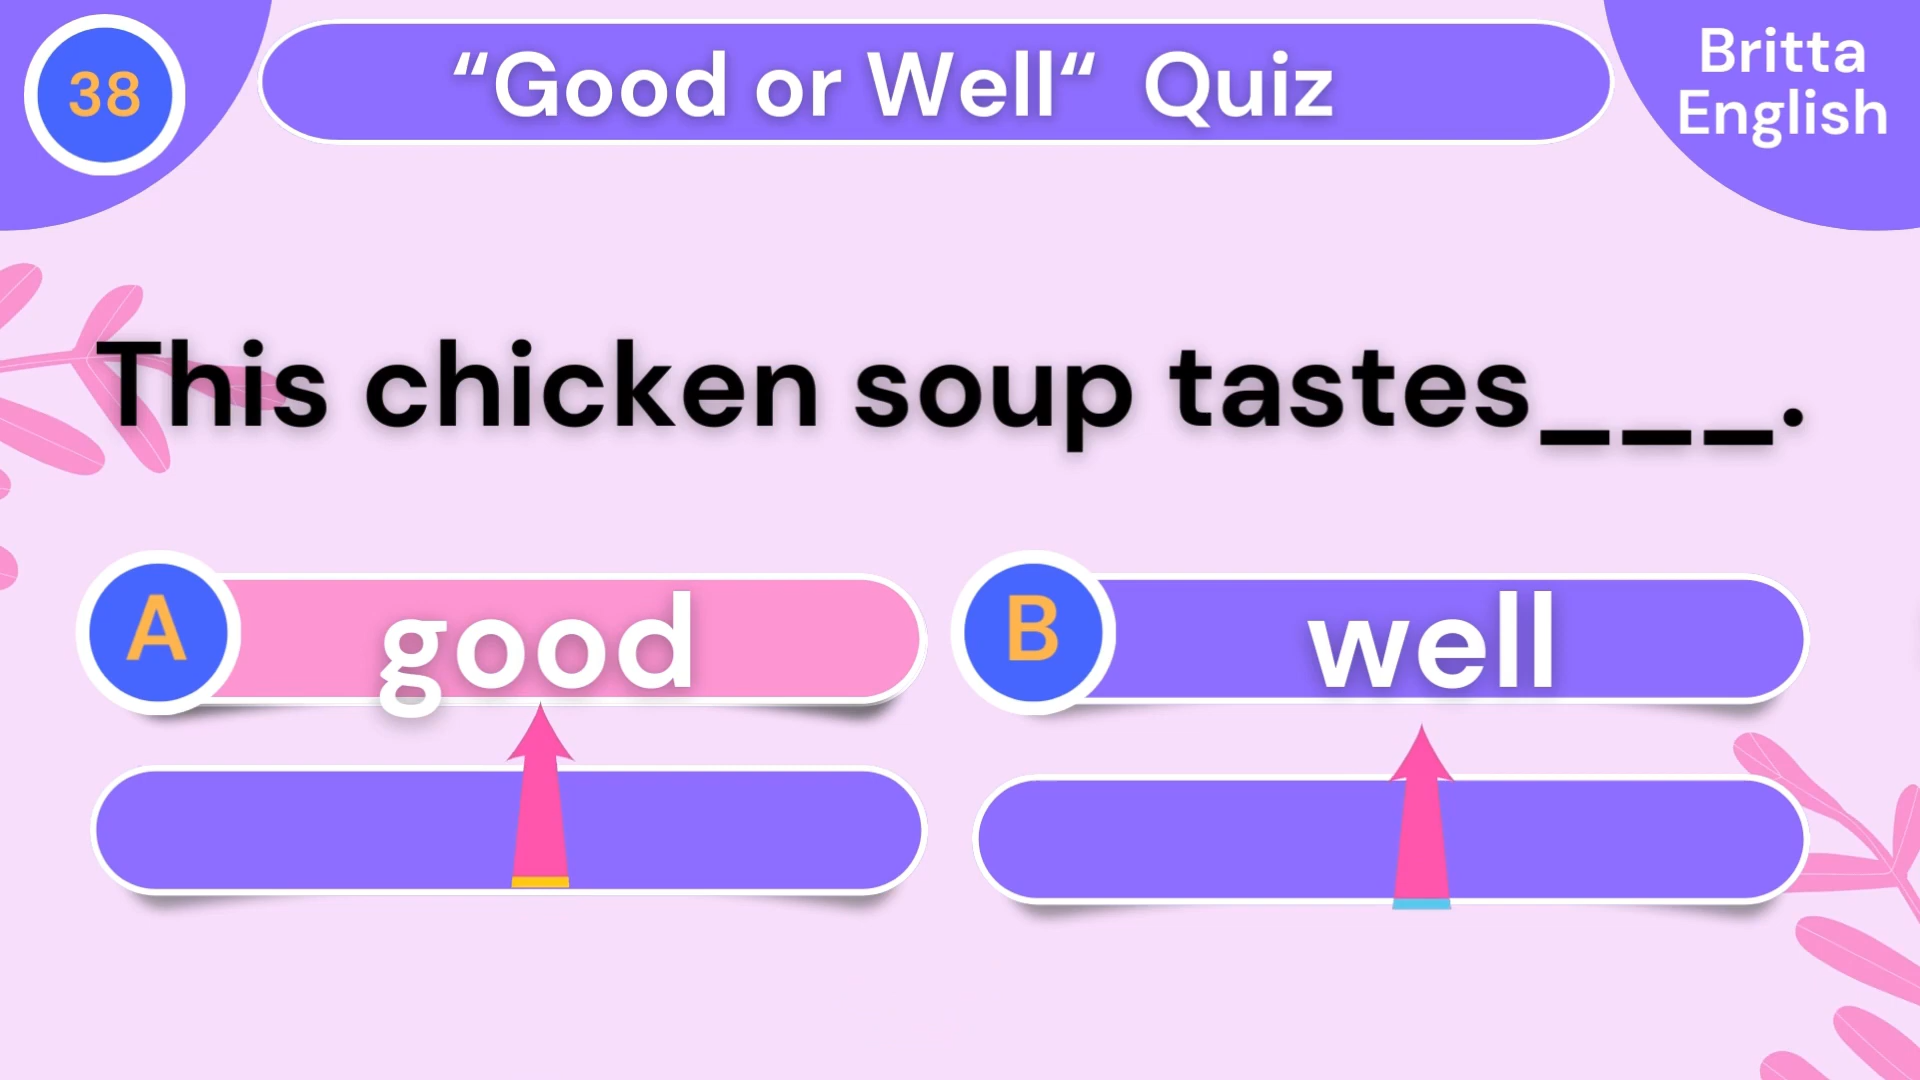 38
“Good or Well“ Quiz
Britta
English
This chicken soup tastes___.
A good
B well